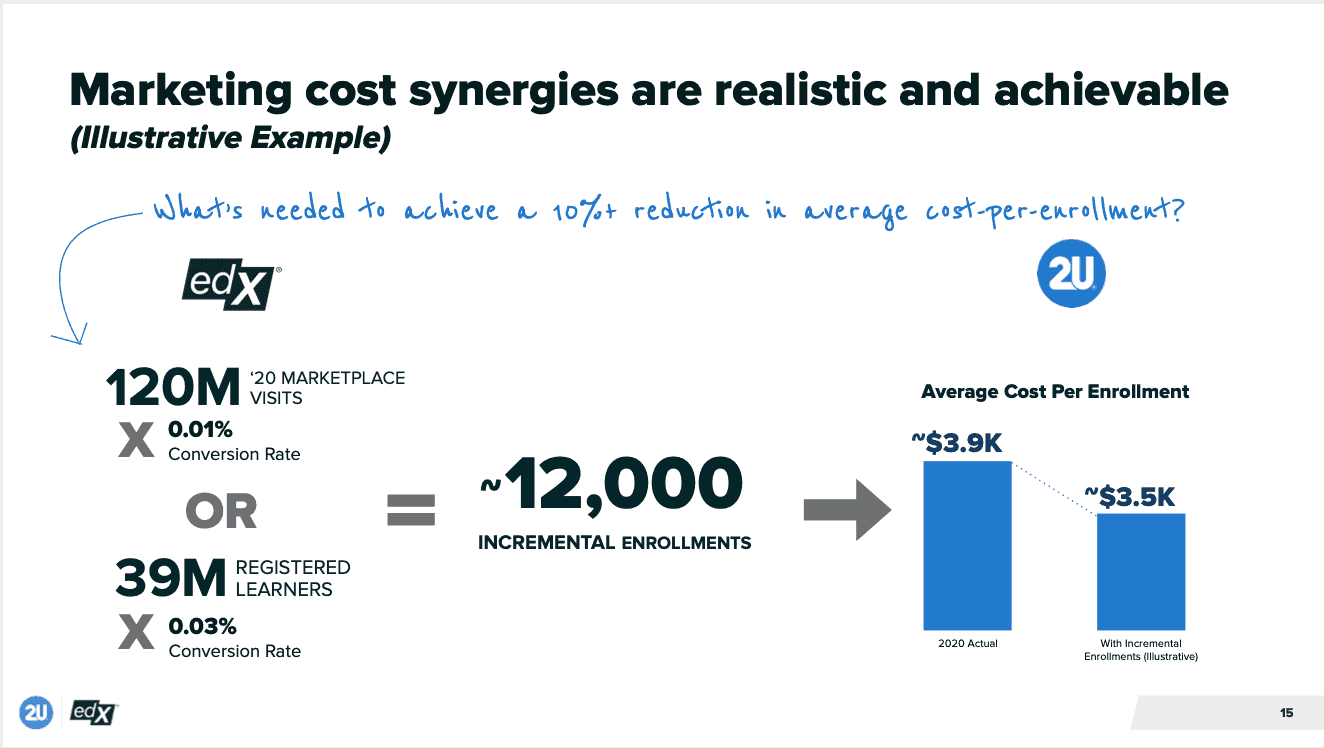 Marketing cost synergies are realistic and achievable
(Illustrative Example)
What's needed to achieve a 10%+ reduction in average cost-per-enrollment?
edX®
2U
120M '20 MARKETPLACE
VISITS
X 0.01%
Conversion Rate
OR
39M REGISTERED
LEARNERS
X 0.03%
Conversion Rate
=
~12,000
INCREMENTAL ENROLLMENTS
Average Cost Per Enrollment
~$3.9K
~$3.5K
2020 Actual
With Incremental
Enrollments (Illustrative)
2U edX
15